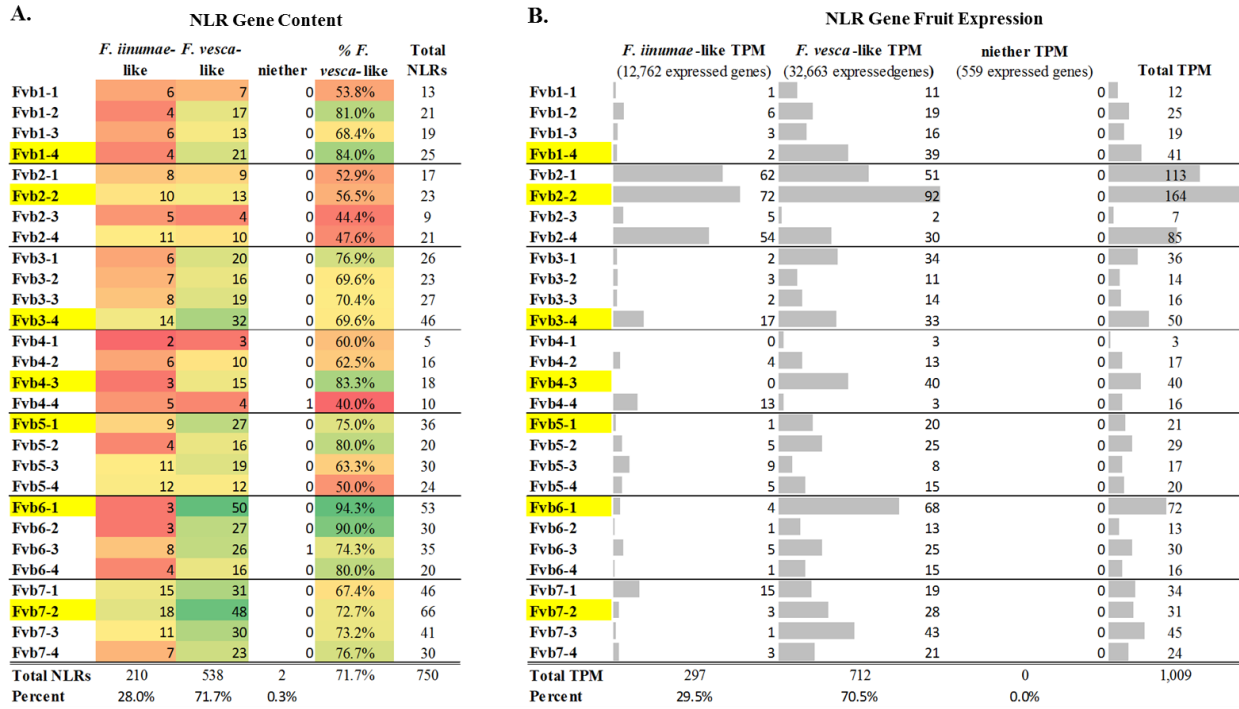 A.
NLR Gene Content
F. iinumae-like F. vesca-like niether % F. vesca-like Total NLRs
Fvb1-1 6 7 0 53.8% 13
Fvb1-2 4 17 0 81.0% 21
Fvb1-3 6 13 0 68.4% 19
Fvb1-4 4 21 0 84.0% 25
Fvb2-1 8 9 0 52.9% 17
Fvb2-2 10 13 0 56.5% 23
Fvb2-3 5 4 0 44.4% 9
Fvb2-4 11 10 0 47.6% 21
Fvb3-1 6 20 0 76.9% 26
Fvb3-2 7 16 0 69.6% 23
Fvb3-3 8 19 0 70.4% 27
Fvb3-4 14 32 0 69.6% 46
Fvb4-1 2 3 0 60.0% 5
Fvb4-2 6 10 0 62.5% 16
Fvb4-3 3 15 0 83.3% 18
Fvb4-4 5 4 1 40.0% 10
Fvb5-1 9 27 0 75.0% 36
Fvb5-2 4 16 0 80.0% 20
Fvb5-3 11 19 0 63.3% 30
Fvb5-4 12 12 0 50.0% 24
Fvb6-1 3 50 0 94.3% 53
Fvb6-2 3 27 0 90.0% 30
Fvb6-3 8 26 1 74.3% 35
Fvb6-4 4 16 0 80.0% 20
Fvb7-1 15 31 0 67.4% 46
Fvb7-2 18 48 0 72.7% 66
Fvb7-3 11 30 0 73.2% 41
Fvb7-4 7 23 0 76.7% 30
Total NLRs 210 538 2 71.7% 750
Percent 28.0% 71.7% 0.3%
B.
NLR Gene Fruit Expression
F. iinumae-like TPM F. vesca-like TPM niether TPM
(12,762 expressed genes) (32,663 expressedgenes) (559 expressed genes) Total TPM
Fvb1-1 1 11 0 12
Fvb1-2 6 19 0 25
Fvb1-3 3 16 0 19
Fvb1-4 2 39 0 41
Fvb2-1 62 51 0 113
Fvb2-2 72 92 0 164
Fvb2-3 5 2 0 7
Fvb2-4 54 30 0 85
Fvb3-1 2 34 0 36
Fvb3-2 3 11 0 14
Fvb3-3 2 14 0 16
Fvb3-4 17 33 0 50
Fvb4-1 0 3 0 3
Fvb4-2 4 13 0 17
Fvb4-3 0 40 0 40
Fvb4-4 13 3 0 16
Fvb5-1 1 20 0 21
Fvb5-2 5 25 0 29
Fvb5-3 9 8 0 17
Fvb5-4 5 15 0 20
Fvb6-1 4 68 0 72
Fvb6-2 1 13 0 13
Fvb6-3 5 25 0 30
Fvb6-4 1 15 0 16
Fvb7-1 15 19 0 34
Fvb7-2 3 28 0 31
Fvb7-3 1 43 0 45
Fvb7-4 3 21 0 24
Total TPM 297 712 0 1,009
Percent 29.5% 70.5% 0.0%